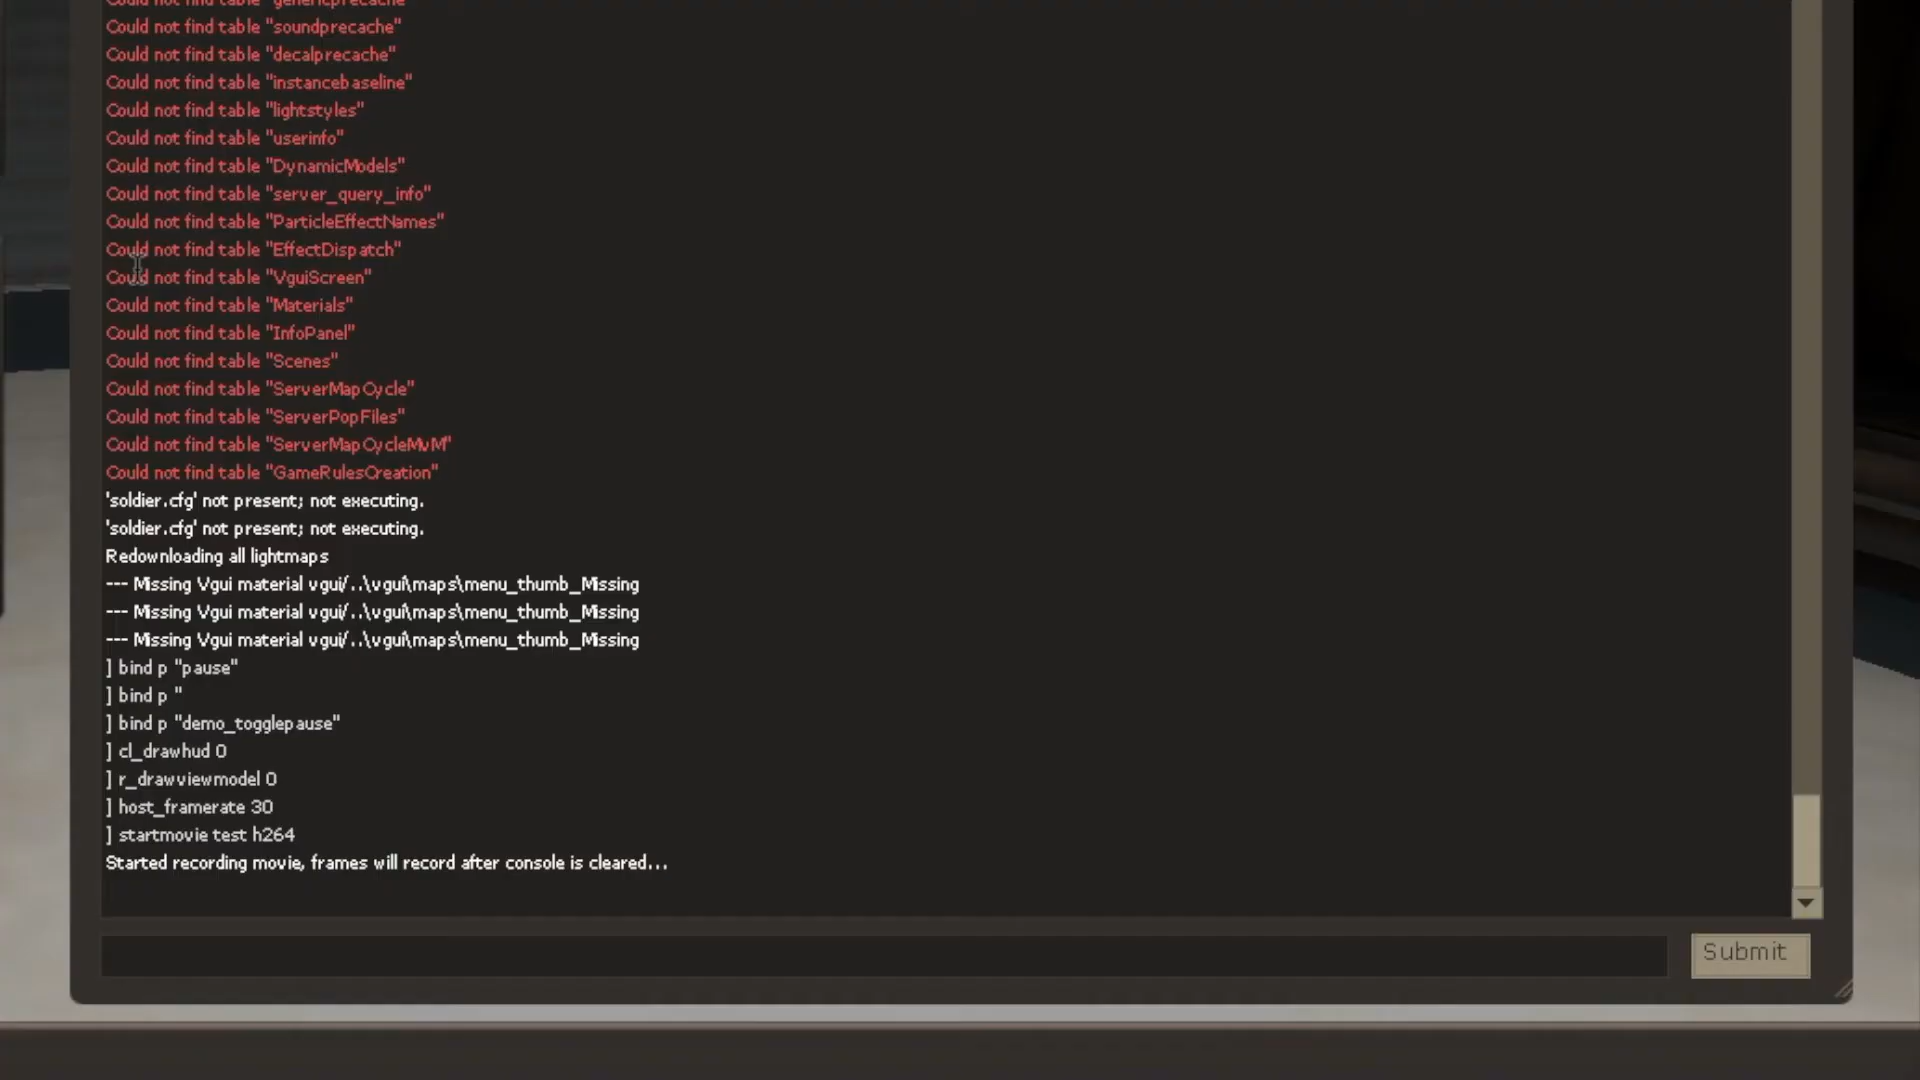 Could not find table "genericprecache"
Could not find table "soundprecache"
Could not find table "decalprecache"
Could not find table "instancebaseline"
Could not find table "lightstyles"
Could not find table "userinfo"
Could not find table "DynamicModels"
Could not find table "server_query_info"
Could not find table "ParticleEffectNames"
Could not find table "EffectDispatch"
Could not find table "VguiScreen"
Could not find table "Materials"
Could not find table "InfoPanel"
Could not find table "Scenes"
Could not find table "ServerMapCycle"
Could not find table "ServerPopFiles"
Could not find table "ServerMapCycleMvM"
Could not find table "GameRulesCreation"
'soldier.cfg' not present; not executing.
'soldier.cfg' not present; not executing.
Redownloading all lightmaps
--- Missing Vgui material vgui/..\vgui\maps\menu_thumb_Missing
--- Missing Vgui material vgui/..\vgui\maps\menu_thumb_Missing
--- Missing Vgui material vgui/..\vgui\maps\menu_thumb_Missing
] bind p "pause"
] bind p "
] bind p "demo_togglepause"
] cl_drawhud 0
] r_drawviewmodel 0
] host_framerate 30
] startmovie test h264
Started recording movie, frames will record after console is cleared...
Submit